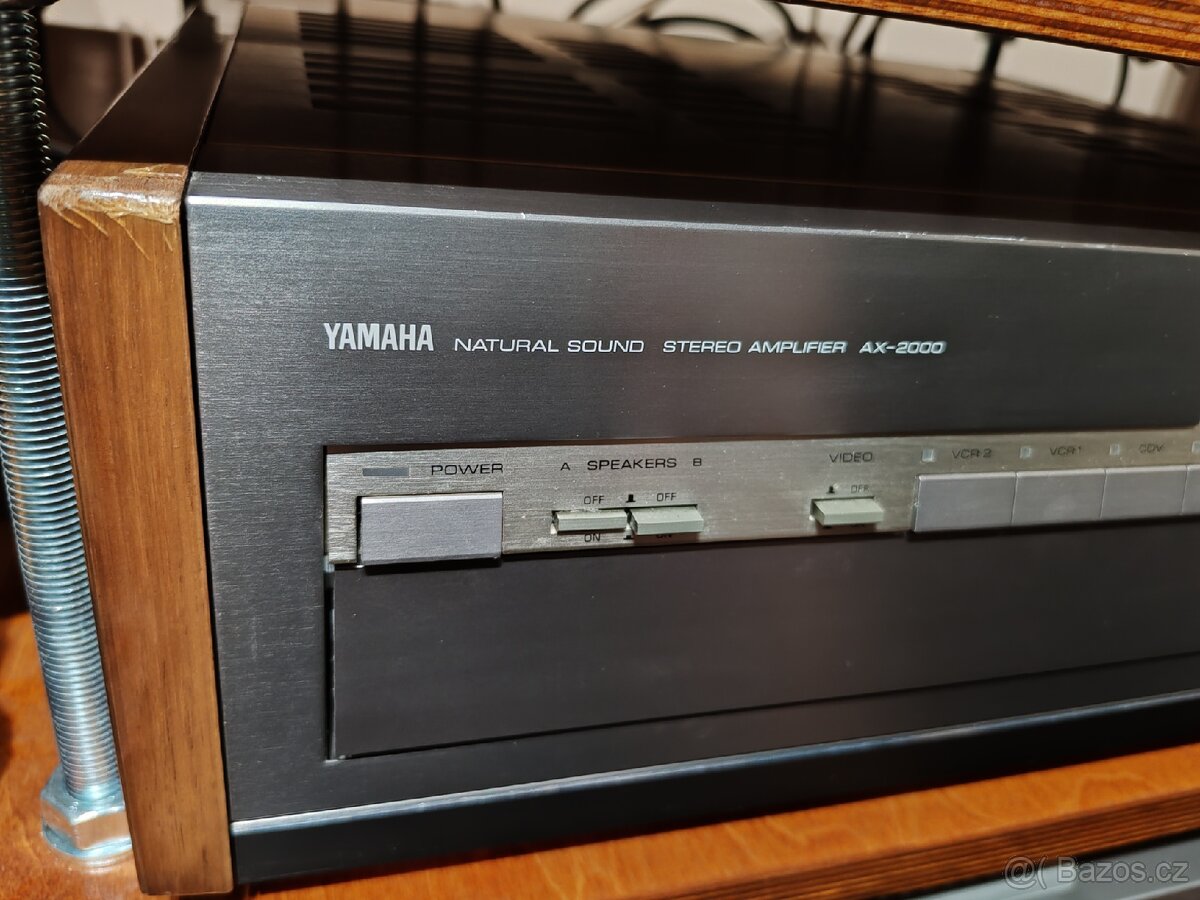 YAMAHA NATURAL SOUND STEREO AMPLIFIER AX-2000
POWER A SPEAKERS B VIDEO VCR 2 VCR 1 CDV
OFF OFF OFF
ON ON
@( Bazos.cz